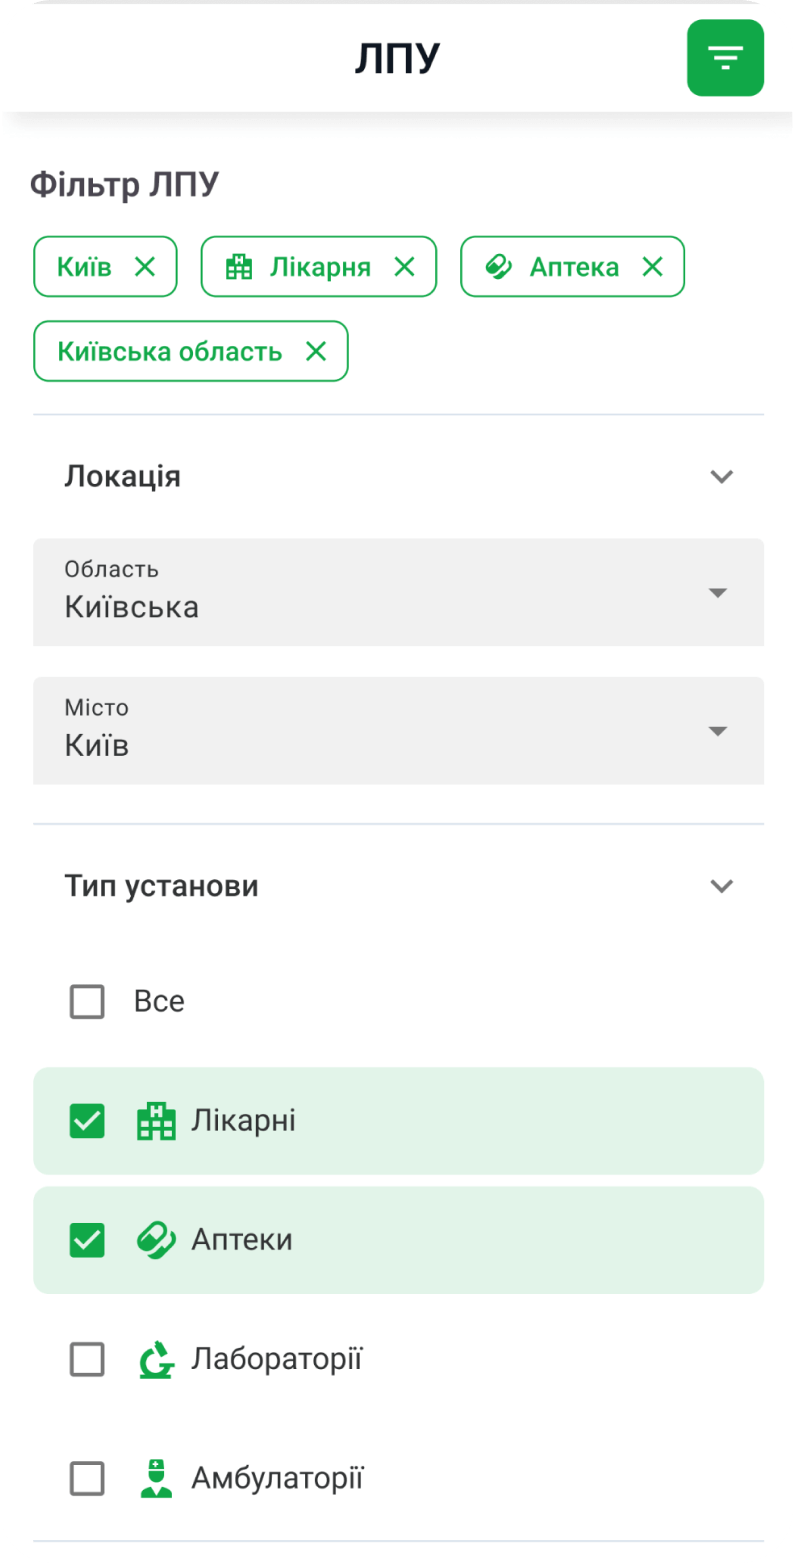 ЛПУ
Фільтр ЛПУ
Київ
Лікарня
Аптека
Київська область
Локація
Область
Київська
Місто
Київ
Тип установи
Все
Лікарні
Аптеки
Лабораторії
Амбулаторії